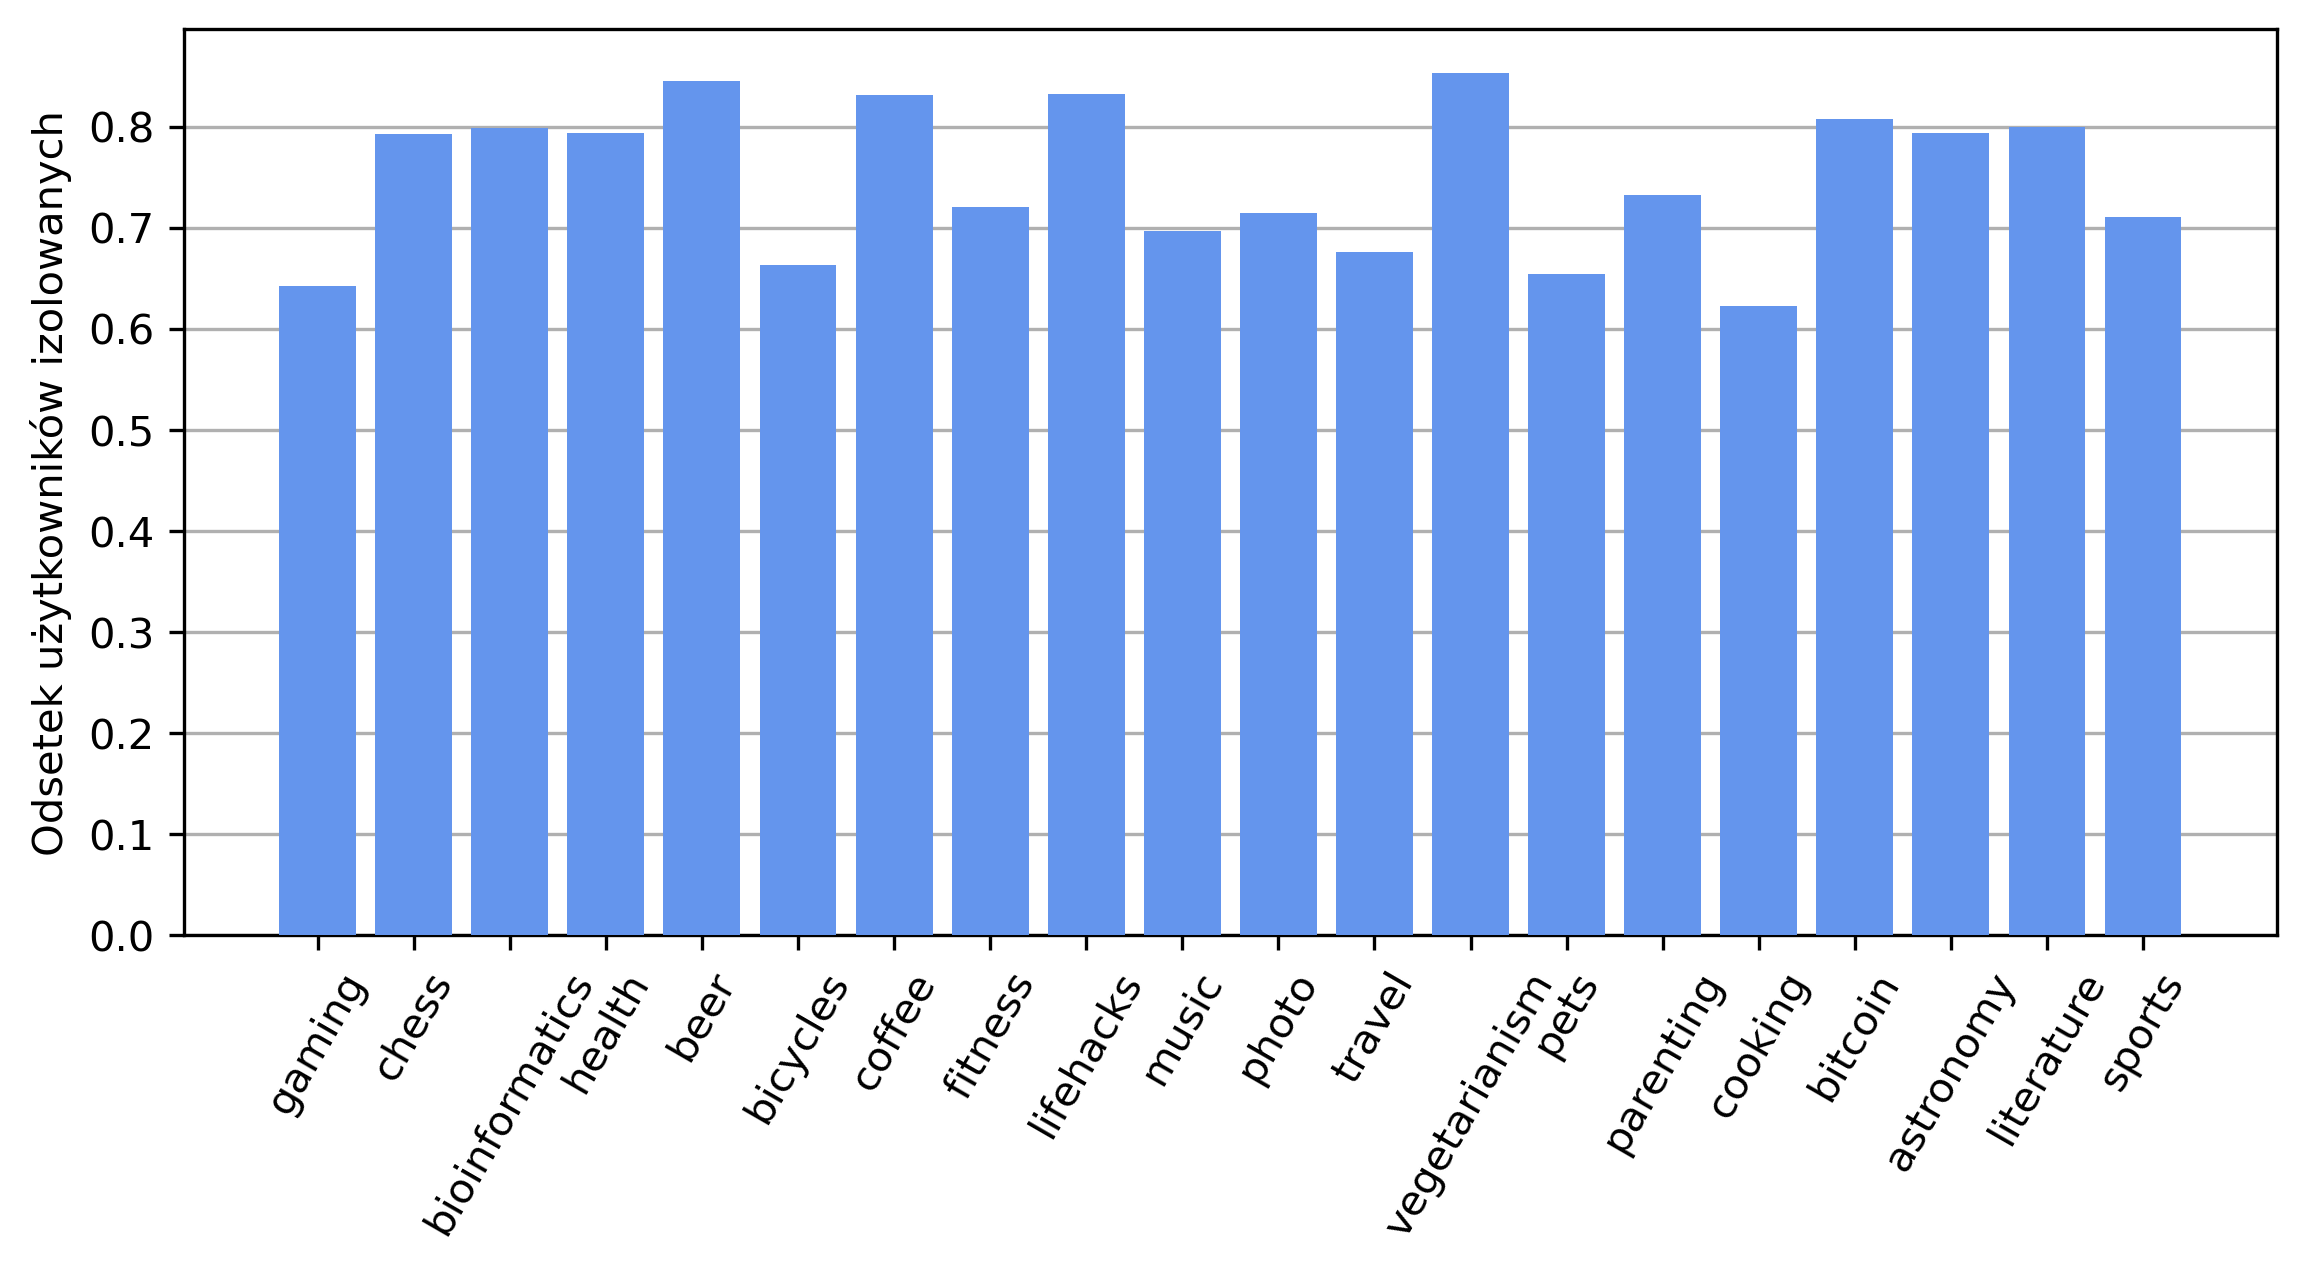 Odsetek użytkowników izolowanych
0.8
0.7
0.6
0.5
0.4
0.3
0.2
0.1
0.0
gaming
chess
bioinformatics
health
beer
bicycles
coffee
fitness
lifehacks
music
photo
travel
vegetarianism
pets
parenting
cooking
bitcoin
astronomy
literature
sports